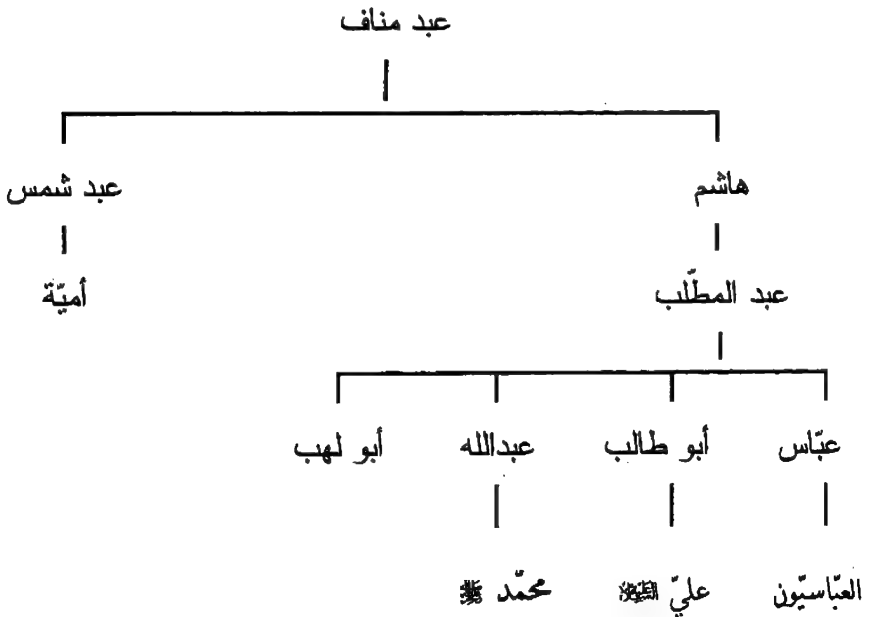 عبد مناف
هاشم عبد شمس
عبد المطّلب أميّة
عبّاس أبو طالب عبدالله أبو لهب
العبّاسيّون عليّ محمّد ﷺ